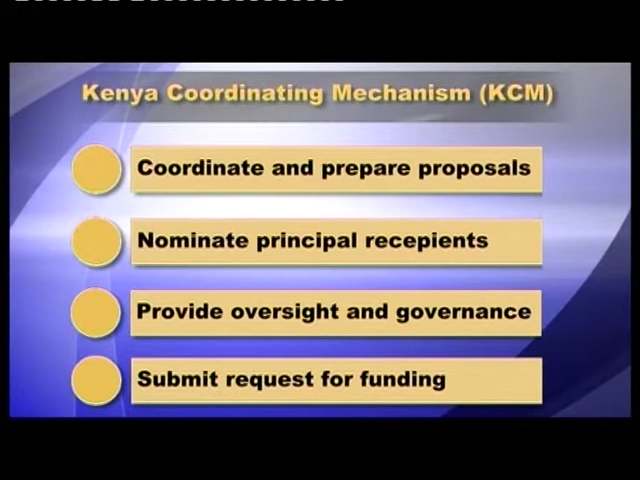 Kenya Coordinating Mechanism (KCM)
Coordinate and prepare proposals
Nominate principal recepients
Provide oversight and governance
Submit request for funding